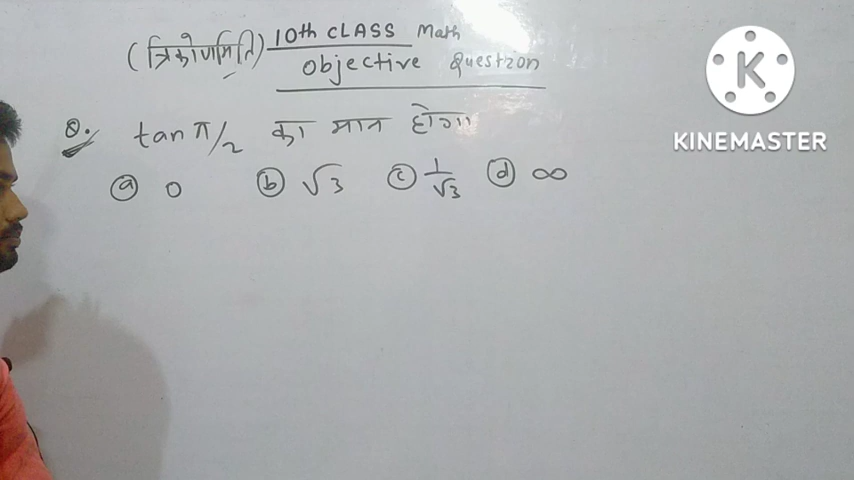 (त्रिकोणमिति) 10th CLASS Math
Objective Question
Q. tan π/2 का मान होगा
(a) 0 (b) √3 (c) 1/√3 (d) ∞
K
KINEMASTER